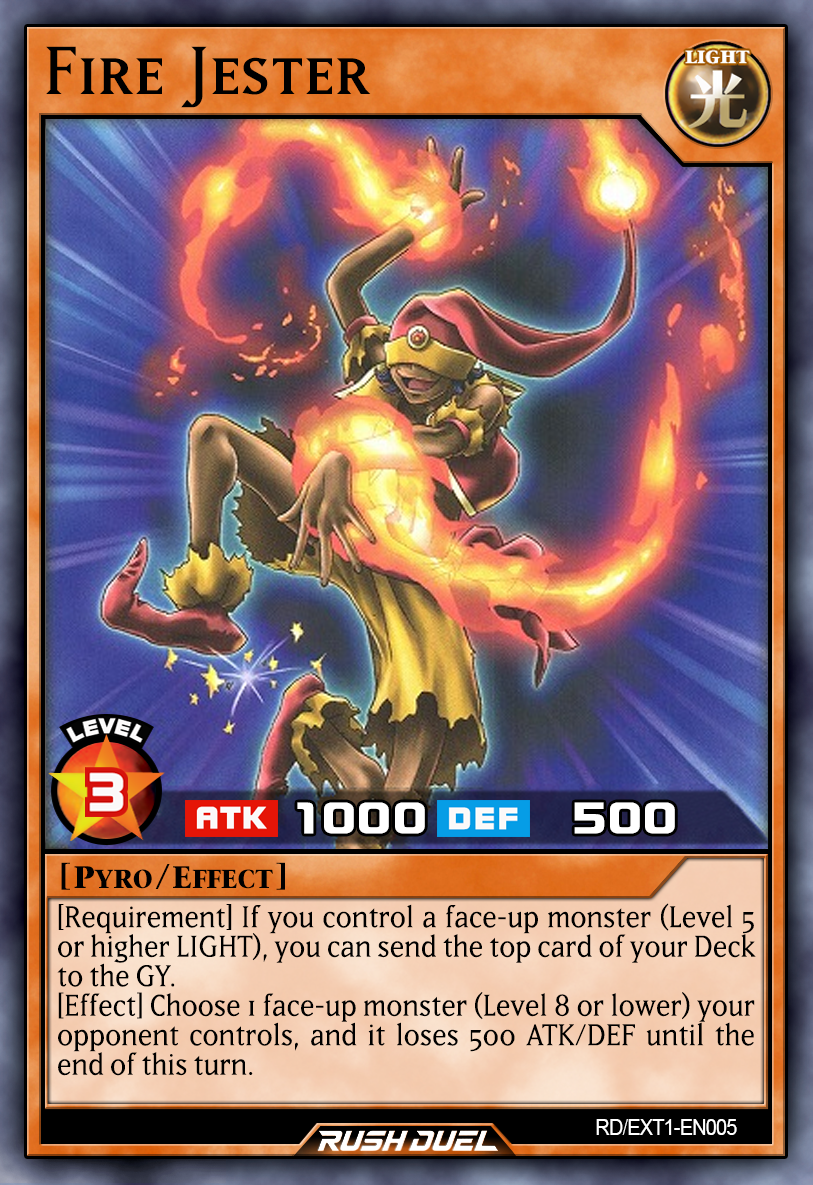 Fire Jester
LIGHT
光
LEVEL
3
ATK 1000 DEF 500
[Pyro/Effect]
[Requirement] If you control a face-up monster (Level 5
or higher LIGHT), you can send the top card of your Deck
to the GY.
[Effect] Choose 1 face-up monster (Level 8 or lower) your
opponent controls, and it loses 500 ATK/DEF until the
end of this turn.
RD/EXT1-EN005
RUSH DUEL